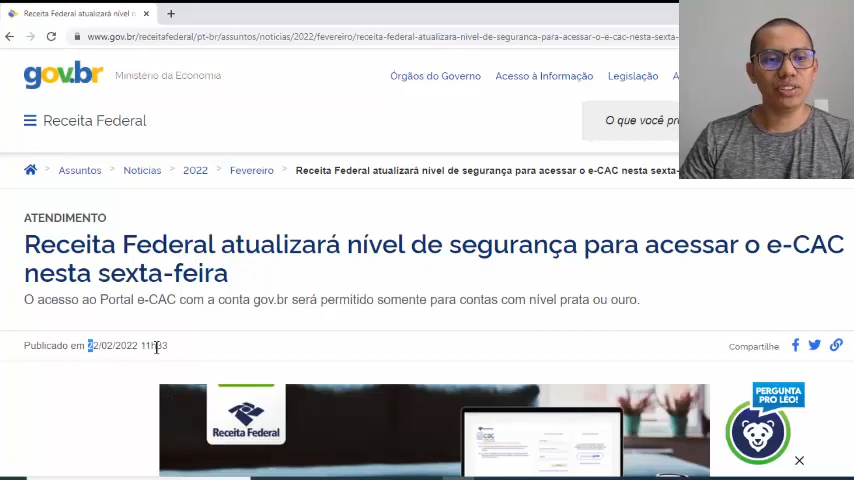 Receita Federal atualizará nível d
www.gov.br/receitafederal/pt-br/assuntos/noticias/2022/fevereiro/receita-federal-atualizara-nivel-de-seguranca-para-acessar-o-e-cac-nesta-sexta-
gov.br
Ministério da Economia
Órgãos do Governo
Acesso à Informação
Legislação
A
Receita Federal
O que você pro
Assuntos > Notícias > 2022 > Fevereiro > Receita Federal atualizará nível de segurança para acessar o e-CAC nesta sexta-
ATENDIMENTO
Receita Federal atualizará nível de segurança para acessar o e-CAC
nesta sexta-feira
O acesso ao Portal e-CAC com a conta gov.br será permitido somente para contas com nível prata ou ouro.
Publicado em 22/02/2022 11h33
Compartilhe:
PERGUNTA
PRO LÉO!
Receita Federal